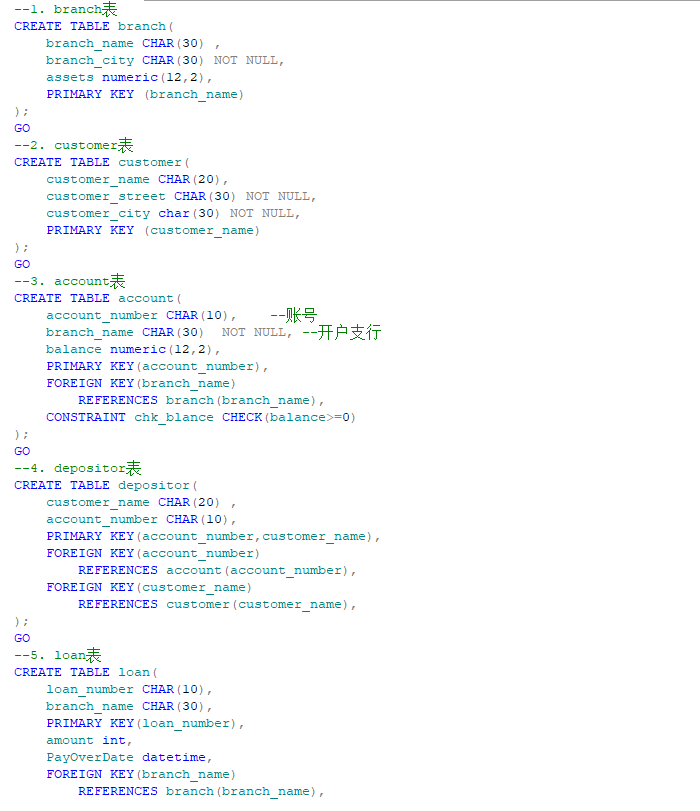 --1. branch表
CREATE TABLE branch(
    branch_name CHAR(30) ,
    branch_city CHAR(30) NOT NULL,
    assets numeric(12,2),
    PRIMARY KEY (branch_name)
);
GO
--2. customer表
CREATE TABLE customer(
    customer_name CHAR(20),
    customer_street CHAR(30) NOT NULL,
    customer_city char(30) NOT NULL,
    PRIMARY KEY (customer_name)
);
GO
--3. account表
CREATE TABLE account(
    account_number CHAR(10),    --账号
    branch_name CHAR(30)  NOT NULL, --开户支行
    balance numeric(12,2),
    PRIMARY KEY(account_number),
    FOREIGN KEY(branch_name)
        REFERENCES branch(branch_name),
    CONSTRAINT chk_blance CHECK(balance>=0)
);
GO
--4. depositor表
CREATE TABLE depositor(
    customer_name CHAR(20) ,
    account_number CHAR(10),
    PRIMARY KEY(account_number,customer_name),
    FOREIGN KEY(account_number)
        REFERENCES account(account_number),
    FOREIGN KEY(customer_name)
        REFERENCES customer(customer_name),
);
GO
--5. loan表
CREATE TABLE loan(
    loan_number CHAR(10),
    branch_name CHAR(30),
    PRIMARY KEY(loan_number),
    amount int,
    PayOverDate datetime,
    FOREIGN KEY(branch_name)
        REFERENCES branch(branch_name),